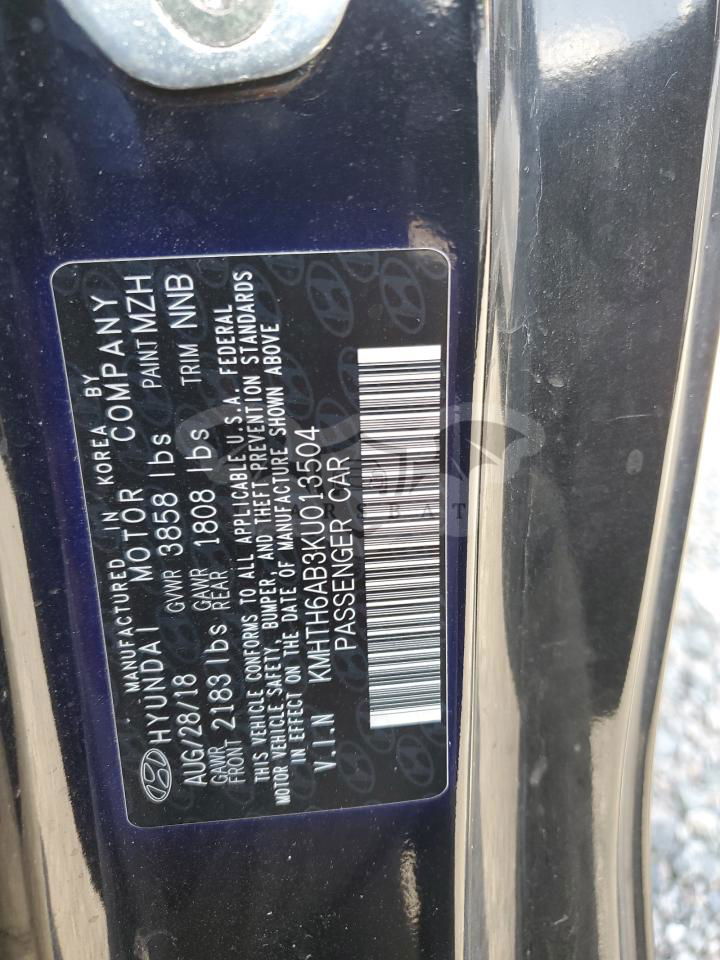 MANUFACTURED IN KOREA BY
HYUNDAI MOTOR COMPANY
AUG/28/18 GVWR 3858 lbs PAINT MZH
GAWR FRONT 2183 lbs GAWR REAR 1808 lbs TRIM NNB
THIS VEHICLE CONFORMS TO ALL APPLICABLE U.S.A. FEDERAL
MOTOR VEHICLE SAFETY, BUMPER, AND THEFT PREVENTION STANDARDS
IN EFFECT ON THE DATE OF MANUFACTURE SHOWN ABOVE
V.I.N KMHTH6AB3KU013504
PASSENGER CAR